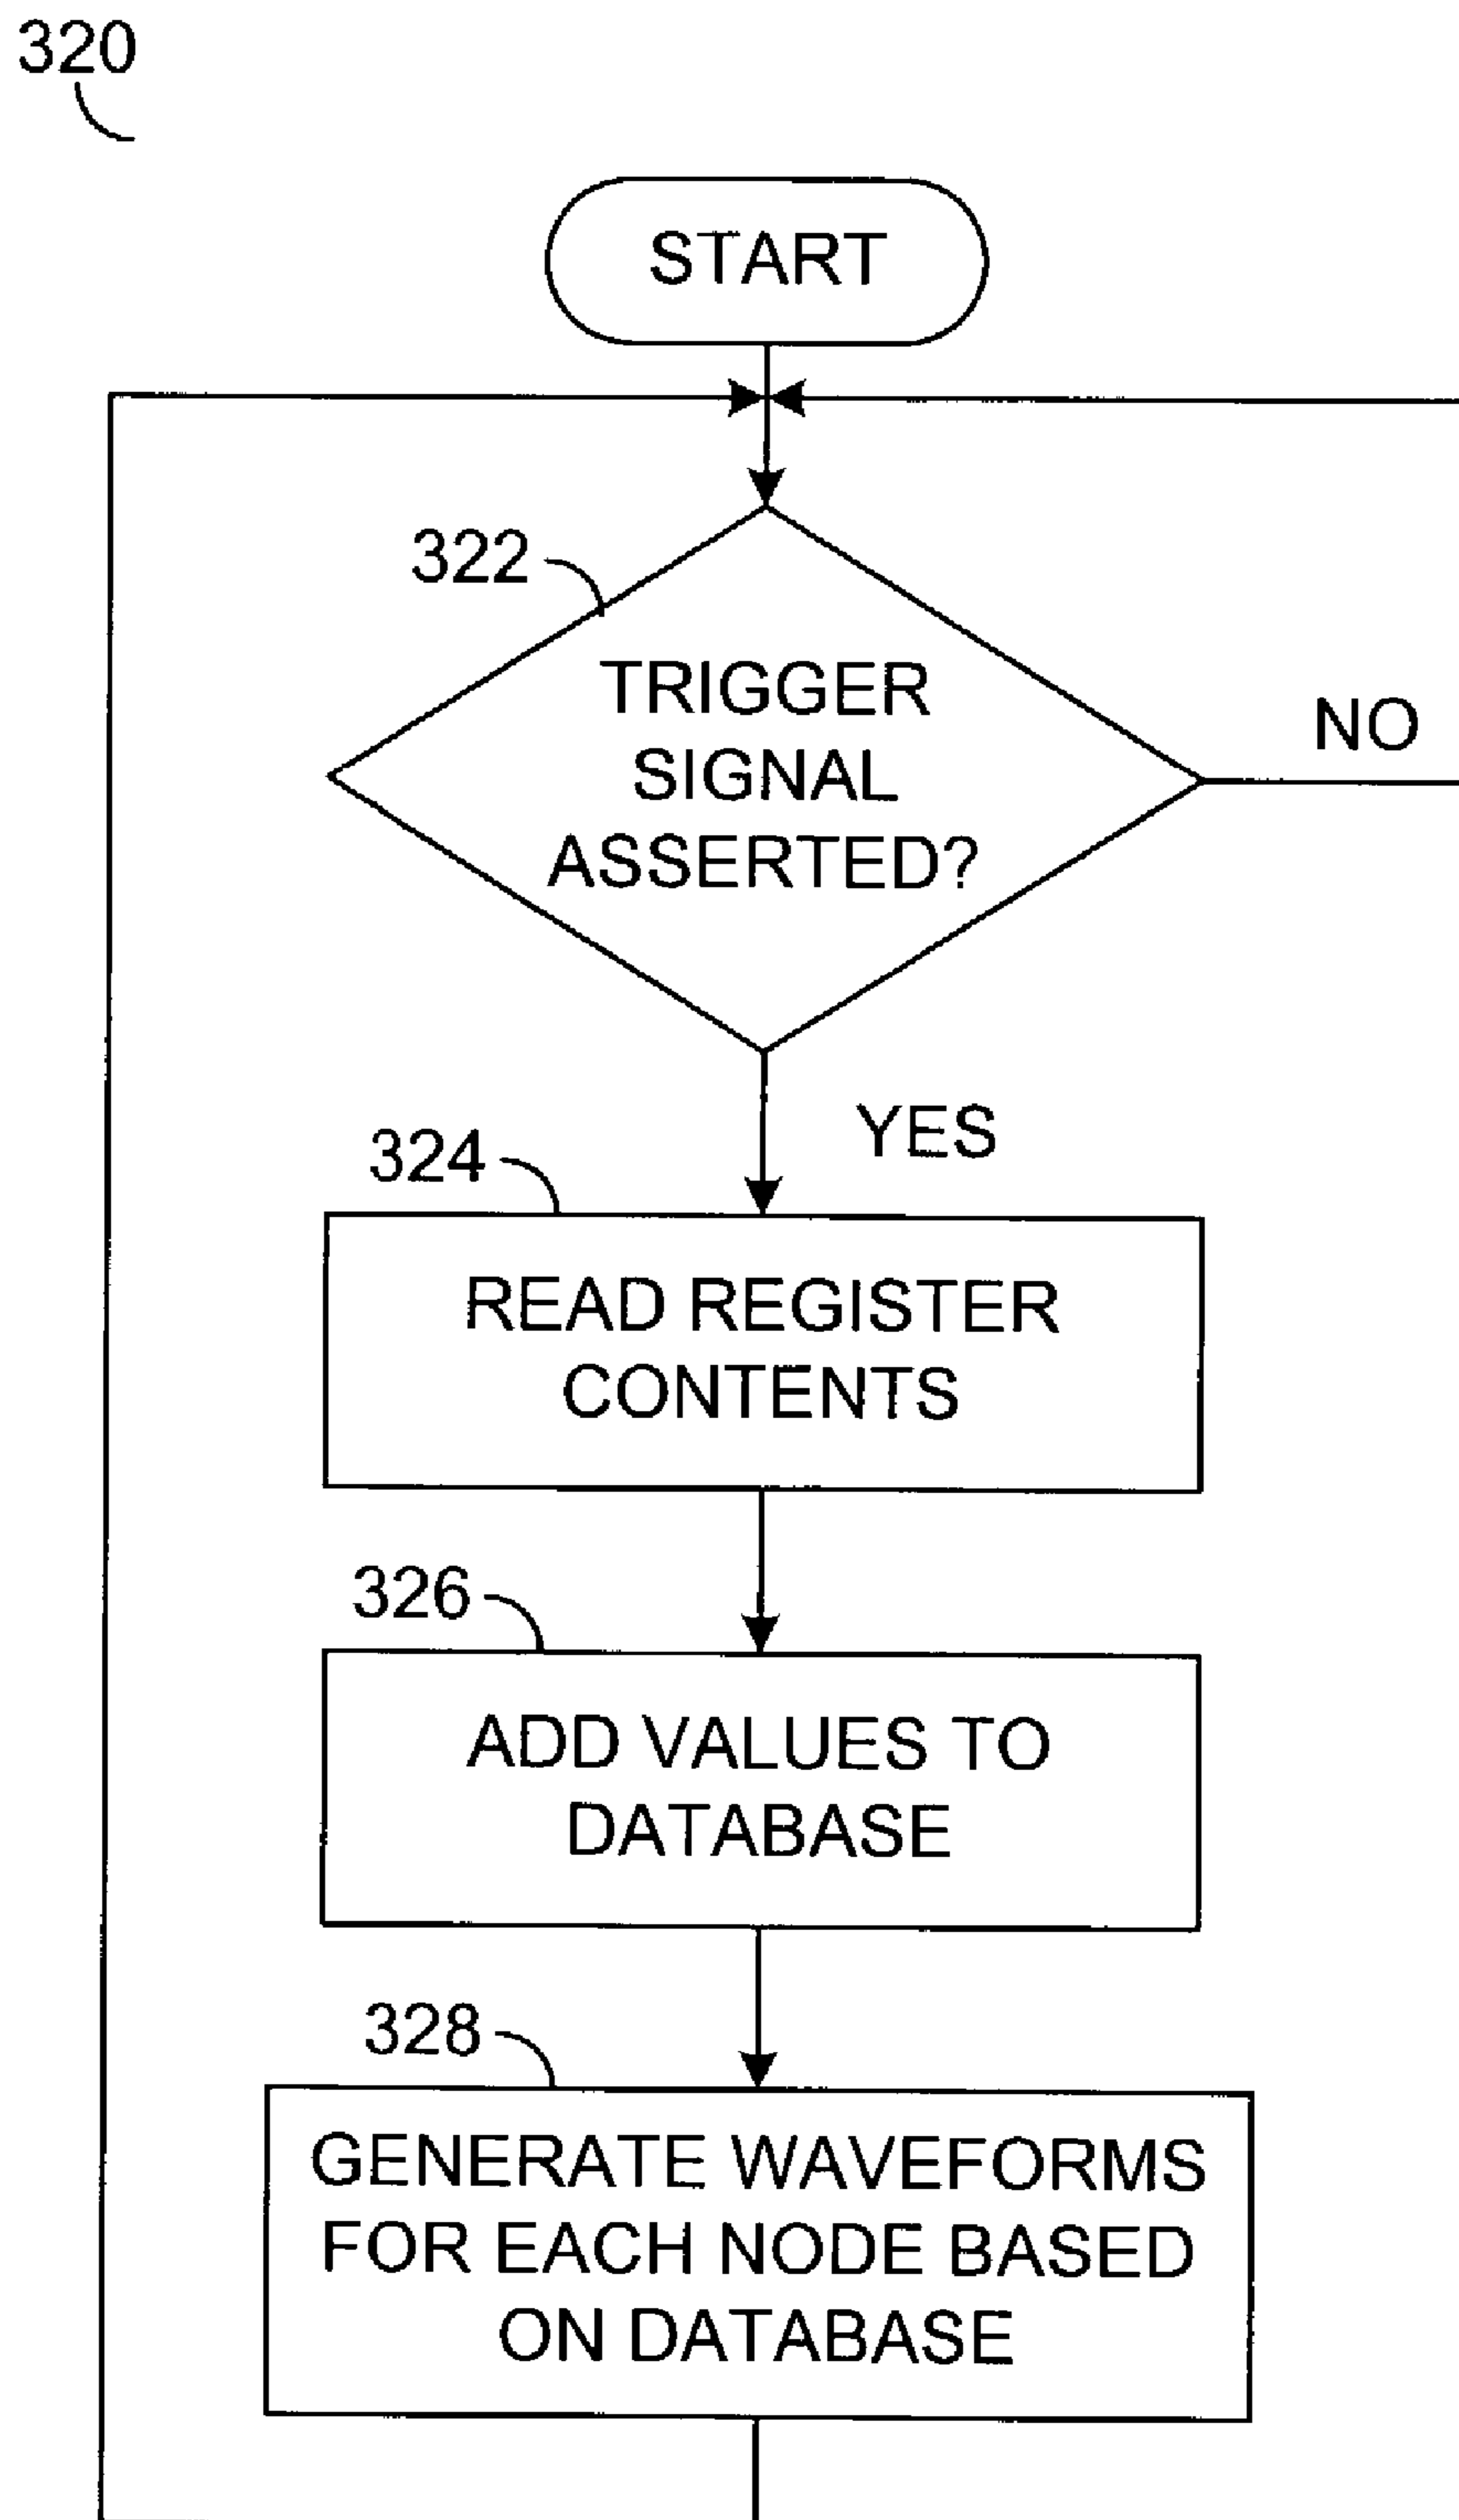 320
START
322
TRIGGER
SIGNAL
ASSERTED?
NO
YES
324
READ REGISTER
CONTENTS
326
ADD VALUES TO
DATABASE
328
GENERATE WAVEFORMS
FOR EACH NODE BASED
ON DATABASE